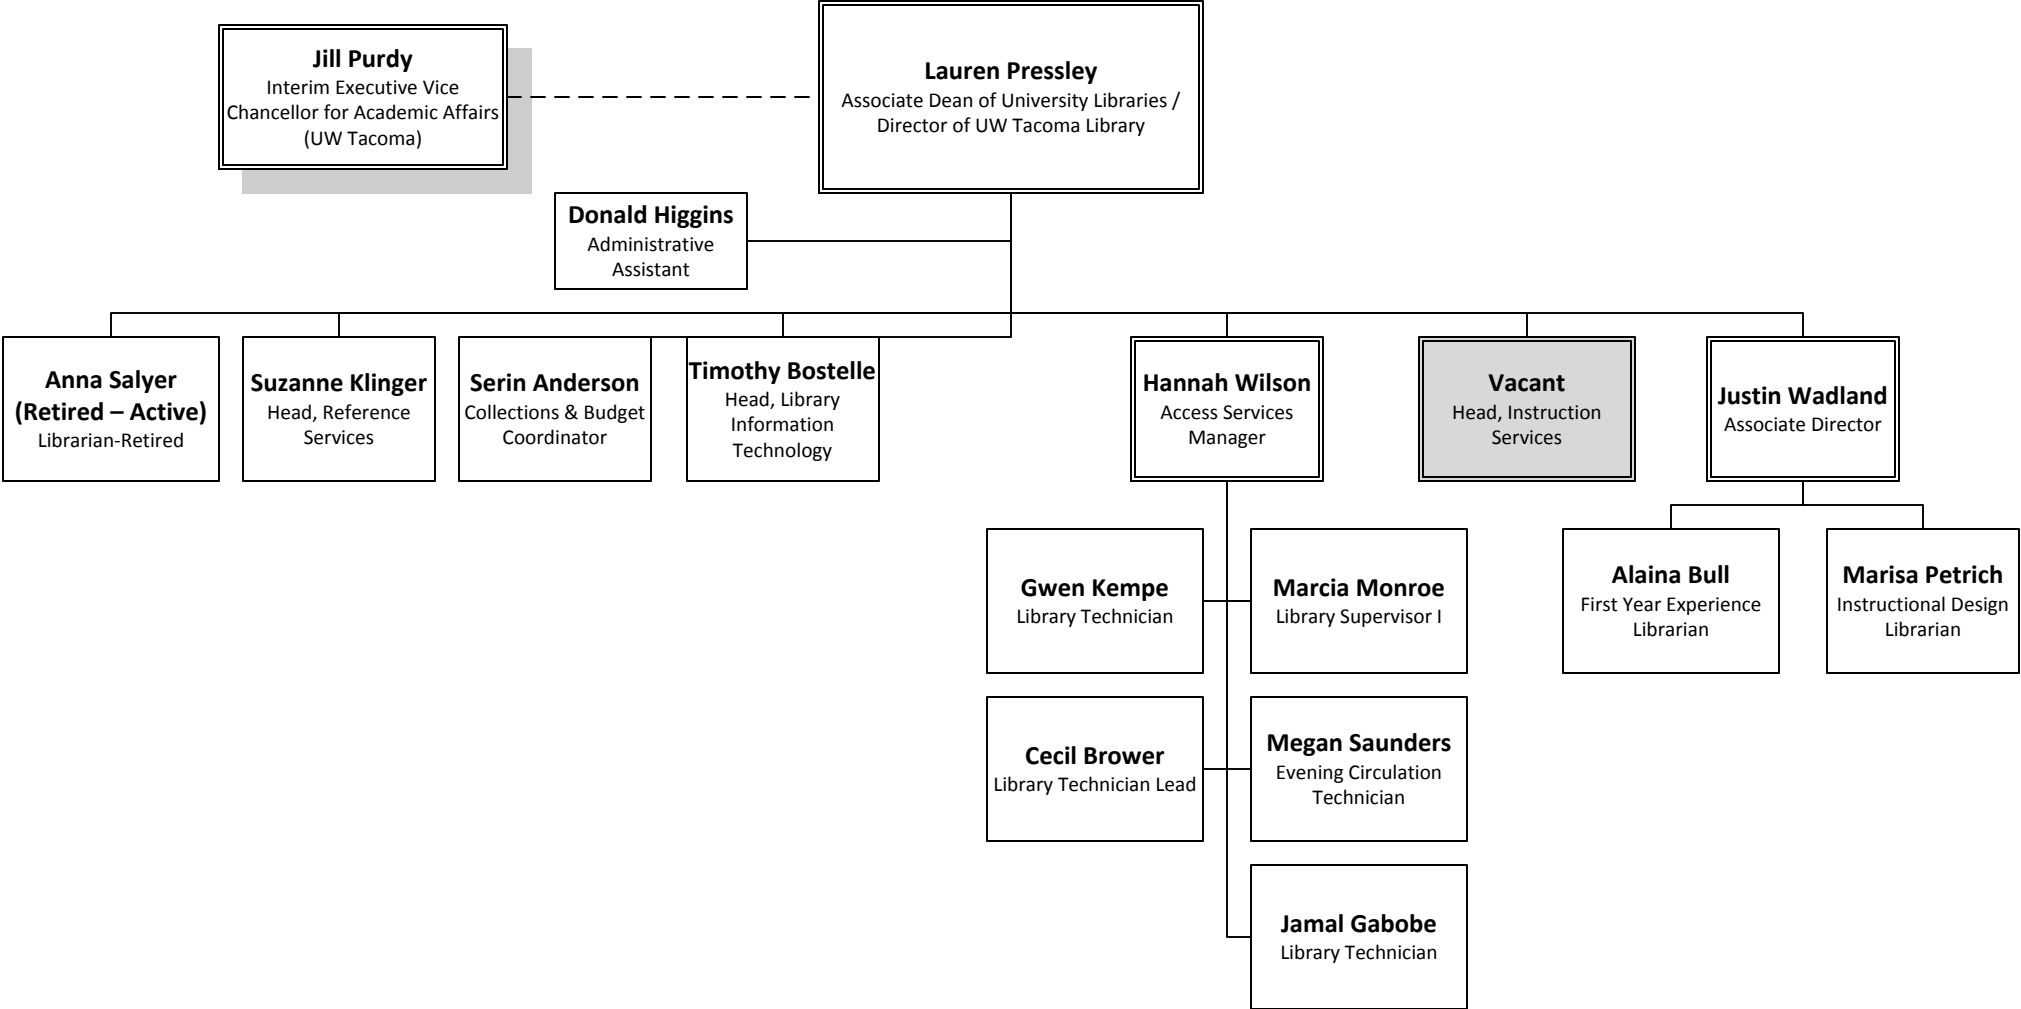 Jill Purdy
Interim Executive Vice
Chancellor for Academic Affairs
(UW Tacoma)
Lauren Pressley
Associate Dean of University Libraries /
Director of UW Tacoma Library
Donald Higgins
Administrative
Assistant
Anna Salyer
(Retired – Active)
Librarian-Retired
Suzanne Klinger
Head, Reference
Services
Serin Anderson
Collections & Budget
Coordinator
Timothy Bostelle
Head, Library
Information
Technology
Hannah Wilson
Access Services
Manager
Vacant
Head, Instruction
Services
Justin Wadland
Associate Director
Gwen Kempe
Library Technician
Marcia Monroe
Library Supervisor I
Alaina Bull
First Year Experience
Librarian
Marisa Petrich
Instructional Design
Librarian
Cecil Brower
Library Technician Lead
Megan Saunders
Evening Circulation
Technician
Jamal Gabobe
Library Technician